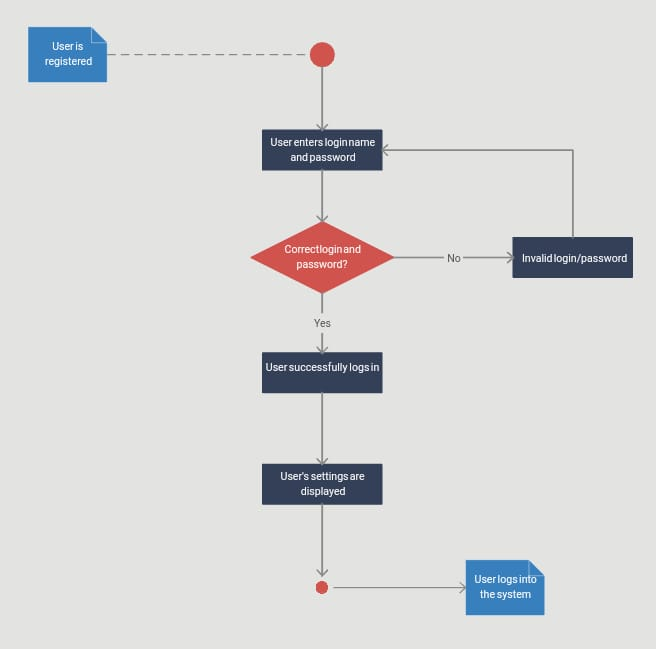 User is
registered
User enters login name
and password
Correct login and
password?
No
Invalid login/password
Yes
User successfully logs in
User's settings are
displayed
User logs into
the system